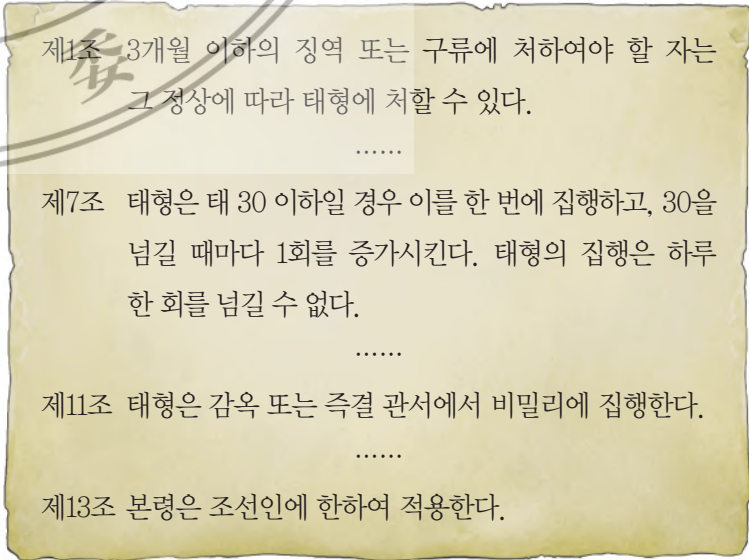 제1조 3개월 이하의 징역 또는 구류에 처하여야 할 자는
그 정상에 따라 태형에 처할 수 있다.
……
제7조 태형은 태 30 이하일 경우 이를 한 번에 집행하고, 30을
넘길 때마다 1회를 증가시킨다. 태형의 집행은 하루
한 회를 넘길 수 없다.
……
제11조 태형은 감옥 또는 즉결 관서에서 비밀리에 집행한다.
……
제13조 본령은 조선인에 한하여 적용한다.